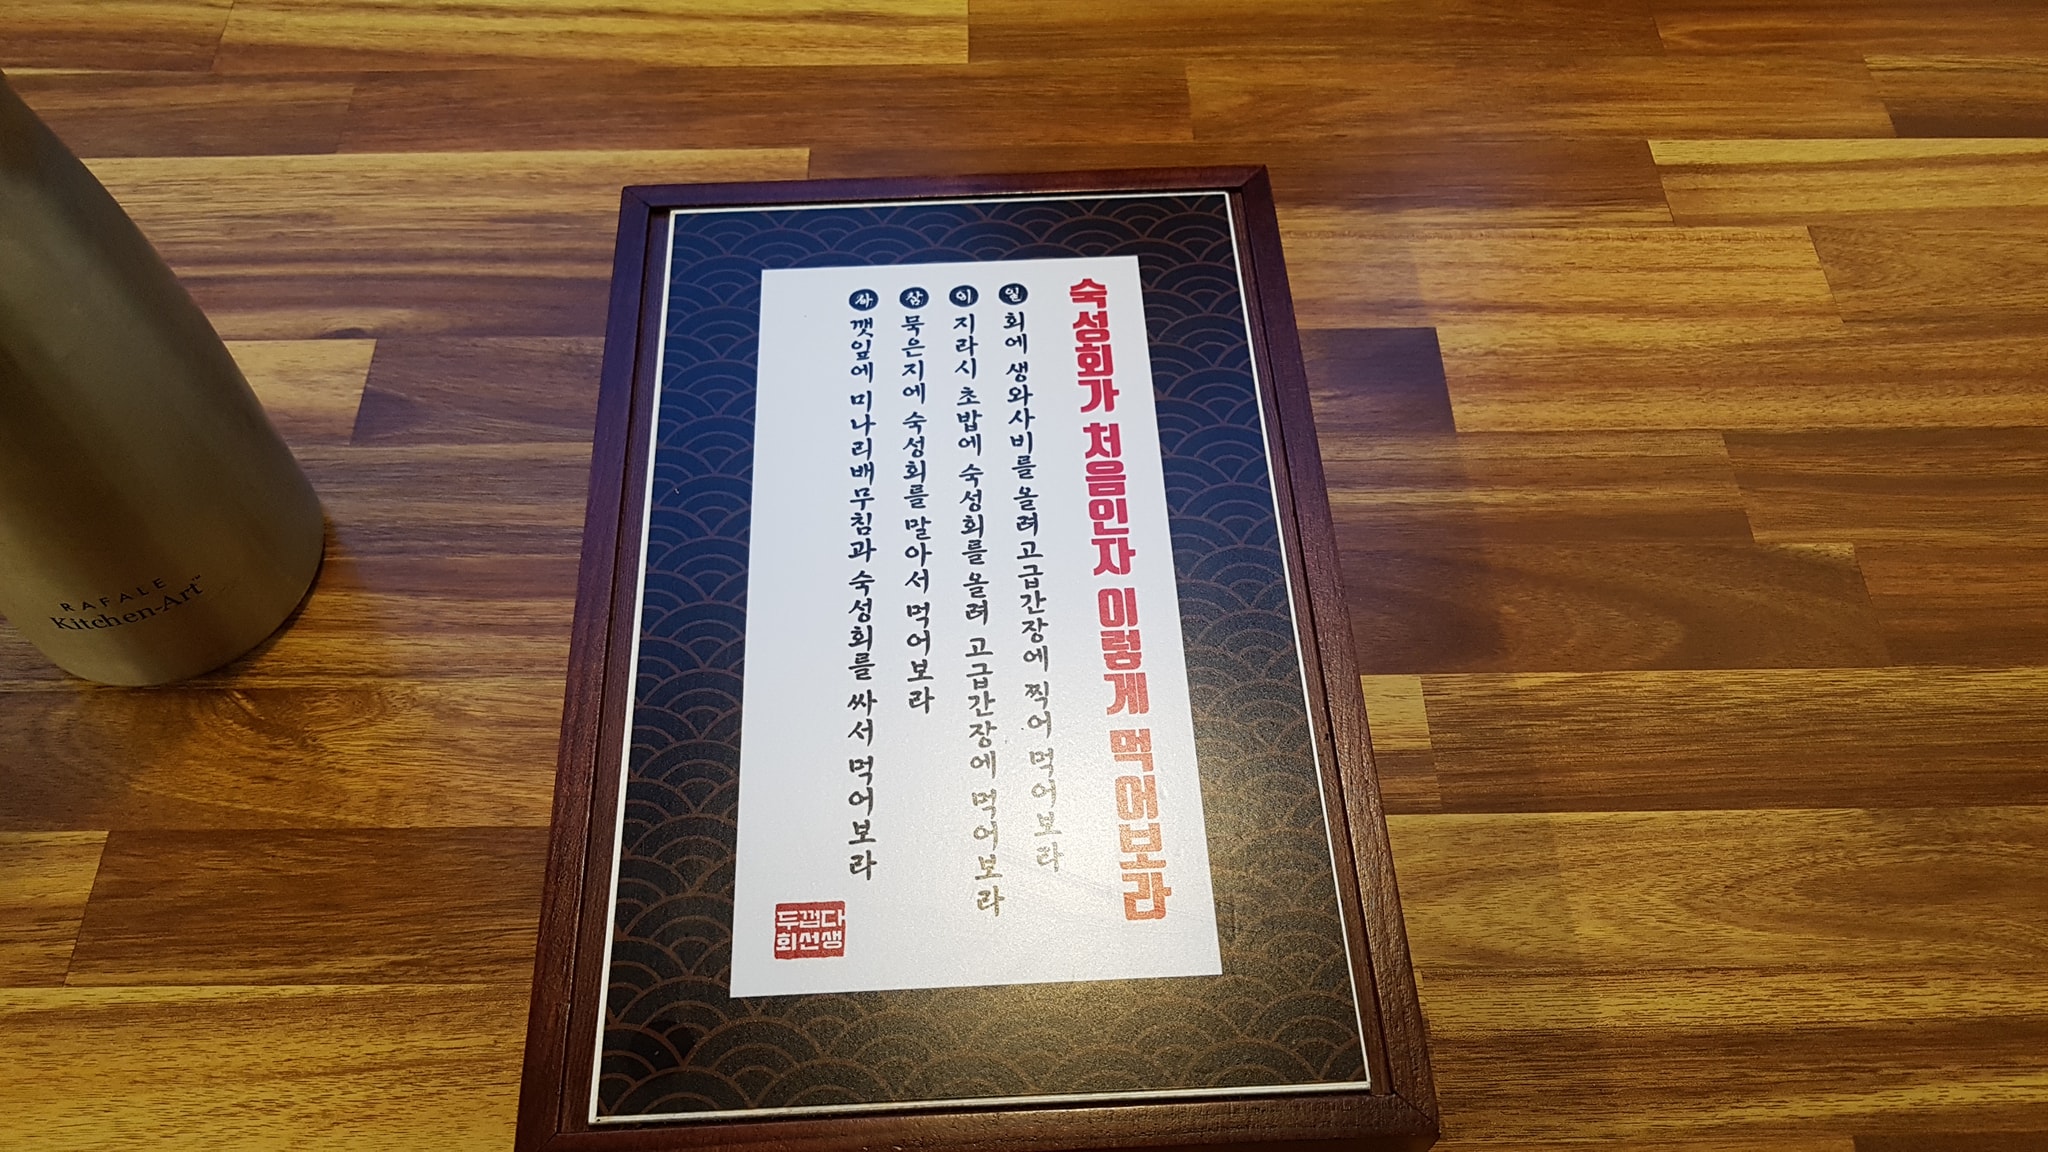 숙성회가 처음인자 이렇게 먹어보라
일 회에 생와사비를 올려 고급간장에 찍어 먹어보라
이 지라시 초밥에 숙성회를 올려 고급간장에 먹어보라
삼 묵은지에 숙성회를 말아서 먹어보라
사 깻잎에 미나리배무침과 숙성회를 싸서 먹어보라
두껍다
회선생
RAFALE
Kitchen-Art™